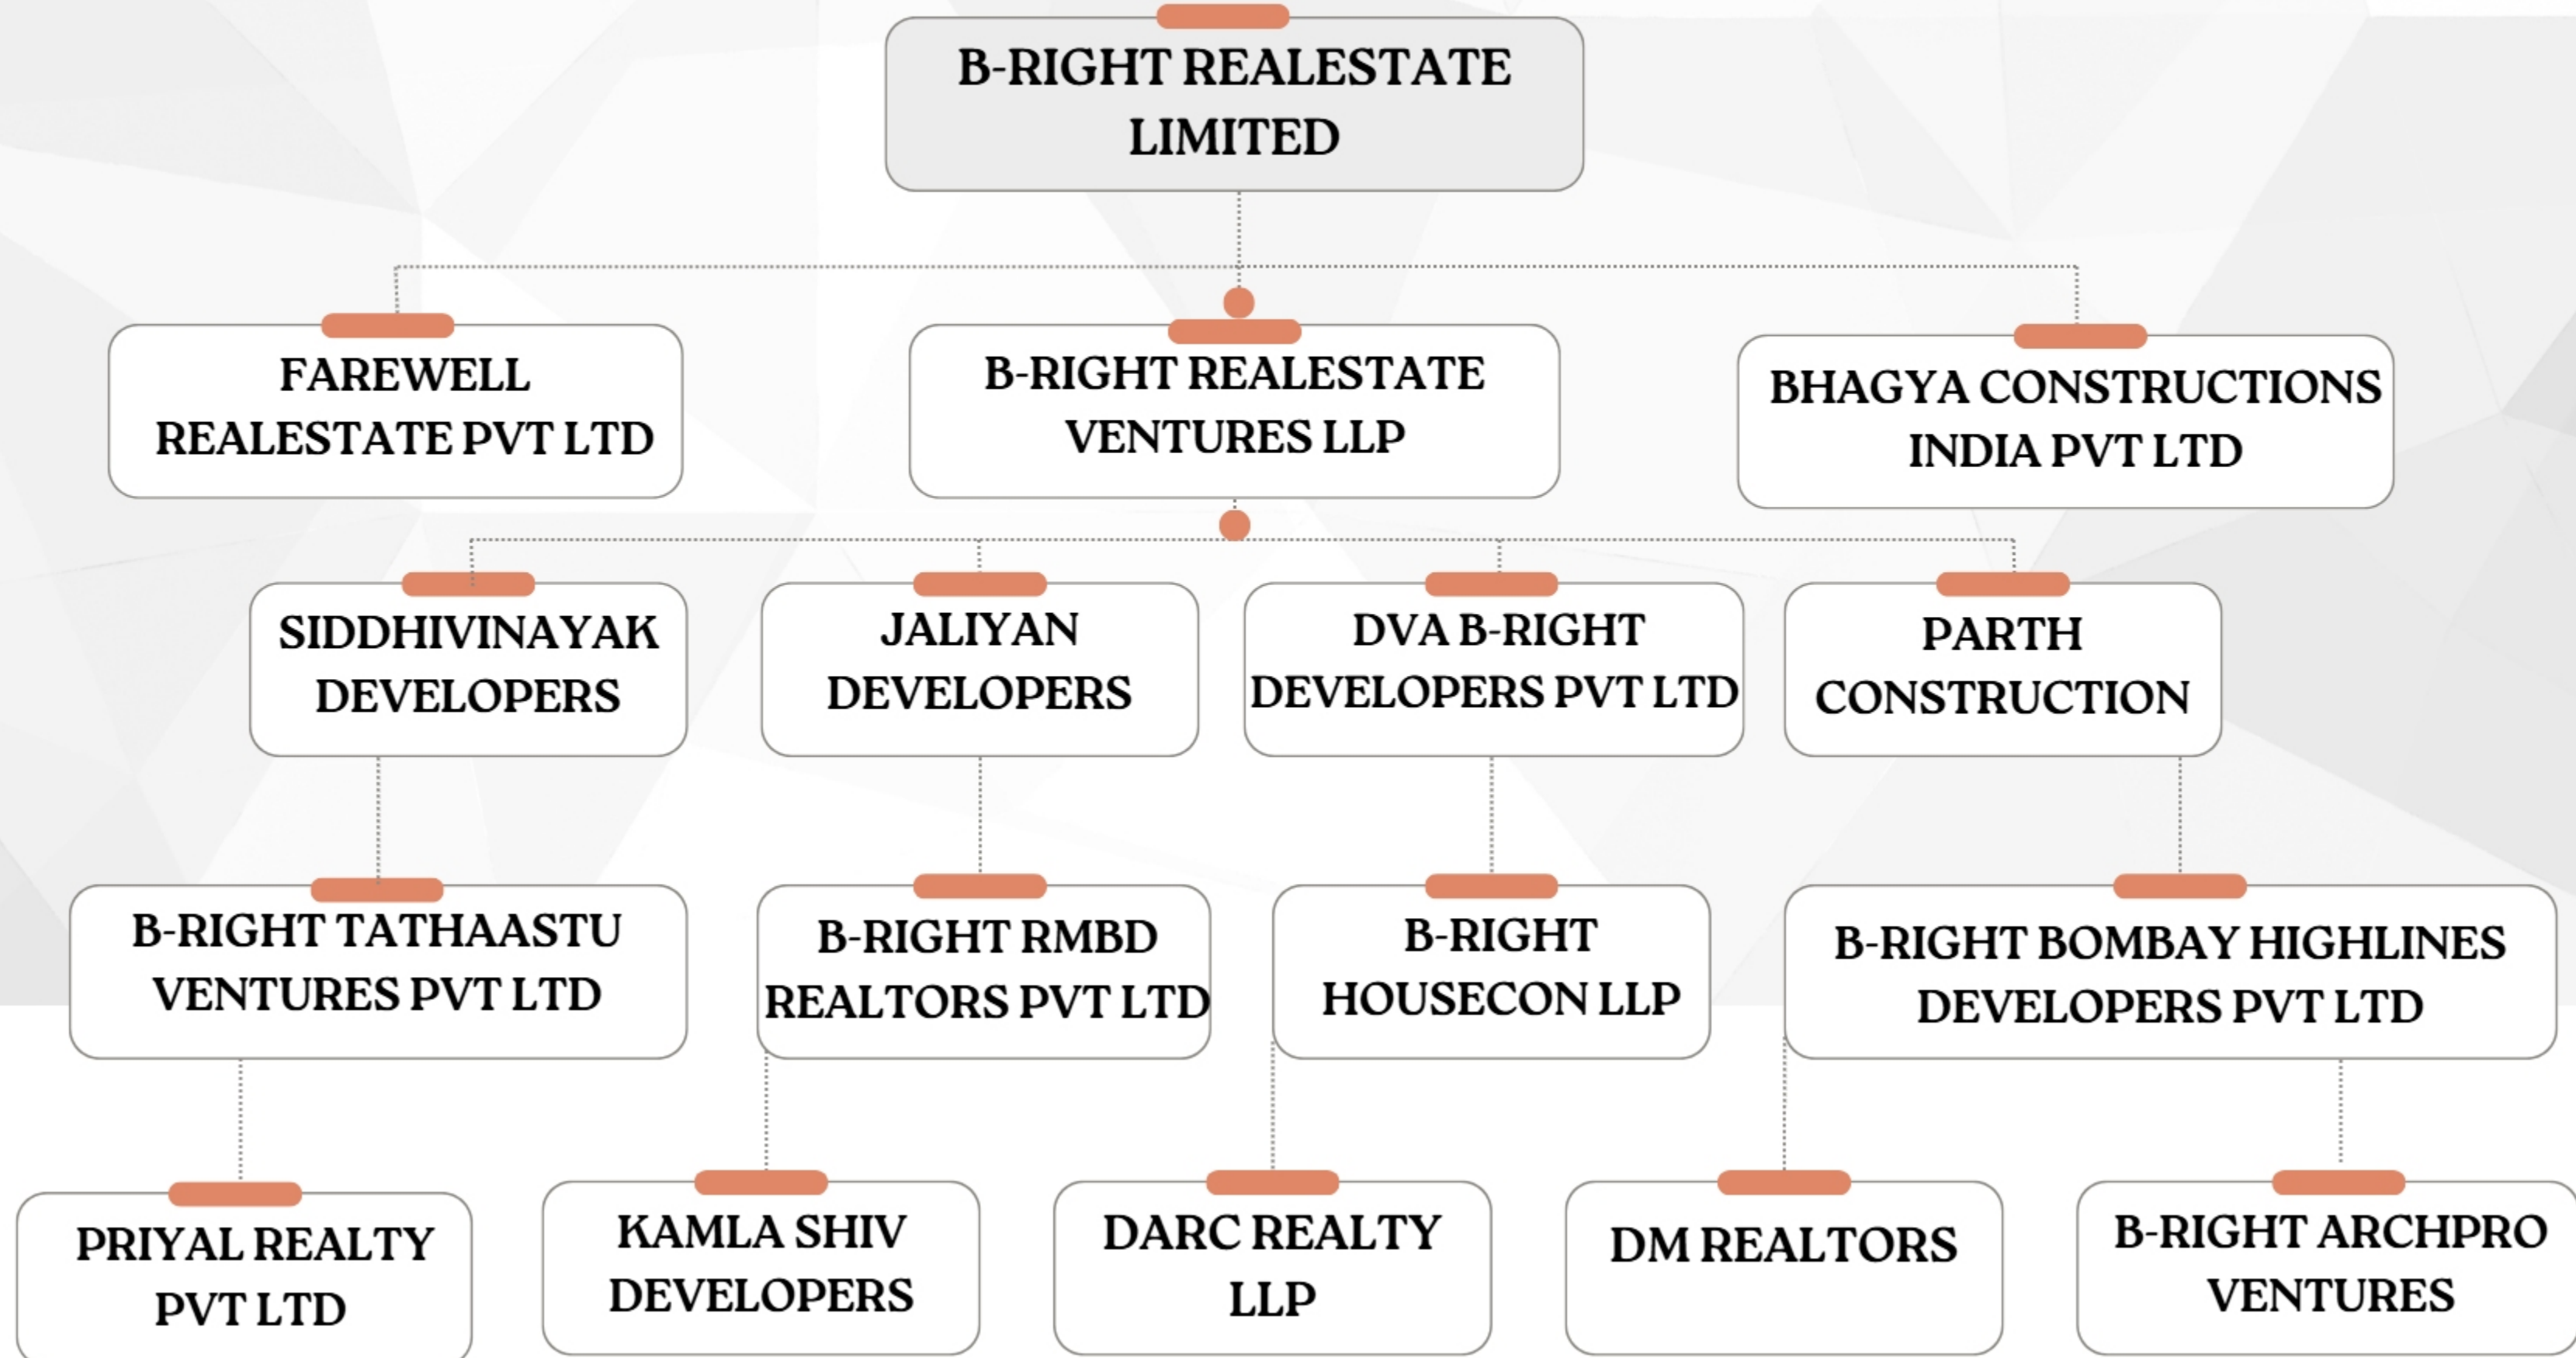 B-RIGHT REALESTATE
LIMITED
FAREWELL
REALESTATE PVT LTD
B-RIGHT REALESTATE
VENTURES LLP
BHAGYA CONSTRUCTIONS
INDIA PVT LTD
SIDDHIVINAYAK
DEVELOPERS
JALIYAN
DEVELOPERS
DVA B-RIGHT
DEVELOPERS PVT LTD
PARTH
CONSTRUCTION
B-RIGHT TATHAASTU
VENTURES PVT LTD
B-RIGHT RMBD
REALTORS PVT LTD
B-RIGHT
HOUSECON LLP
B-RIGHT BOMBAY HIGHLINES
DEVELOPERS PVT LTD
PRIYAL REALTY
PVT LTD
KAMLA SHIV
DEVELOPERS
DARC REALTY
LLP
DM REALTORS
B-RIGHT ARCHPRO
VENTURES